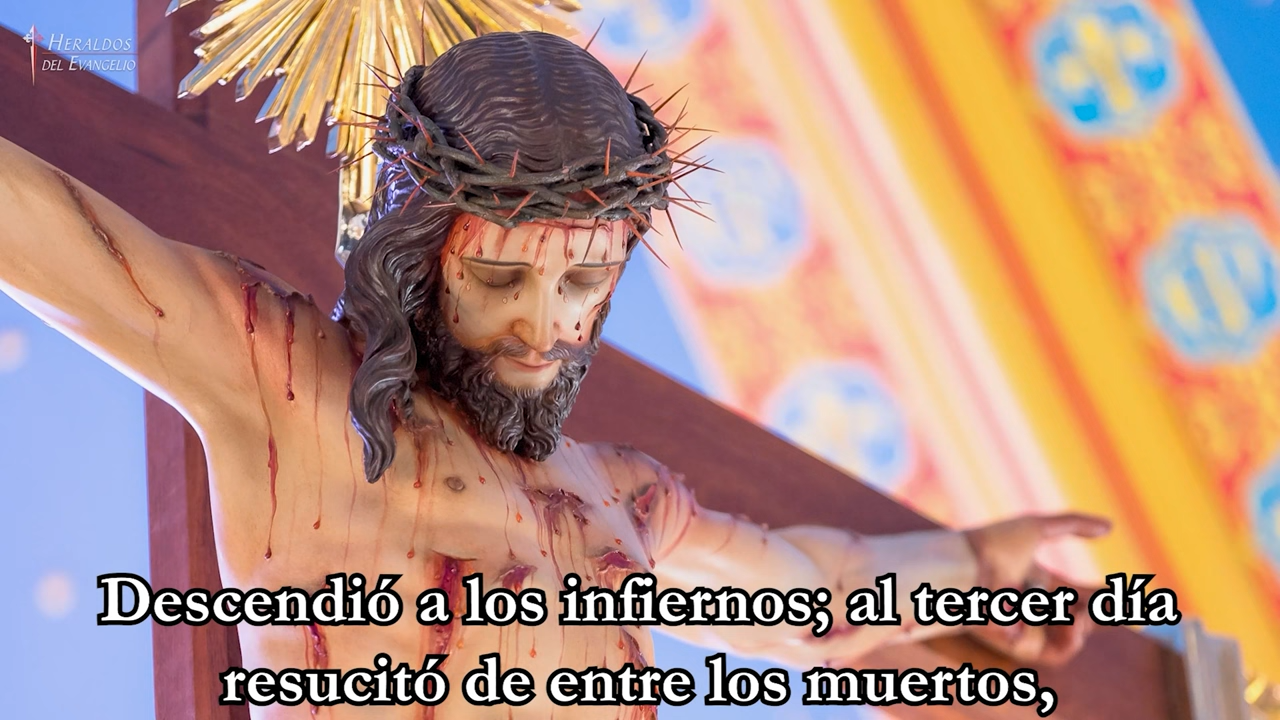 HERALDOS
DEL EVANGELIO
Descendió a los infiernos; al tercer día
resucitó de entre los muertos,